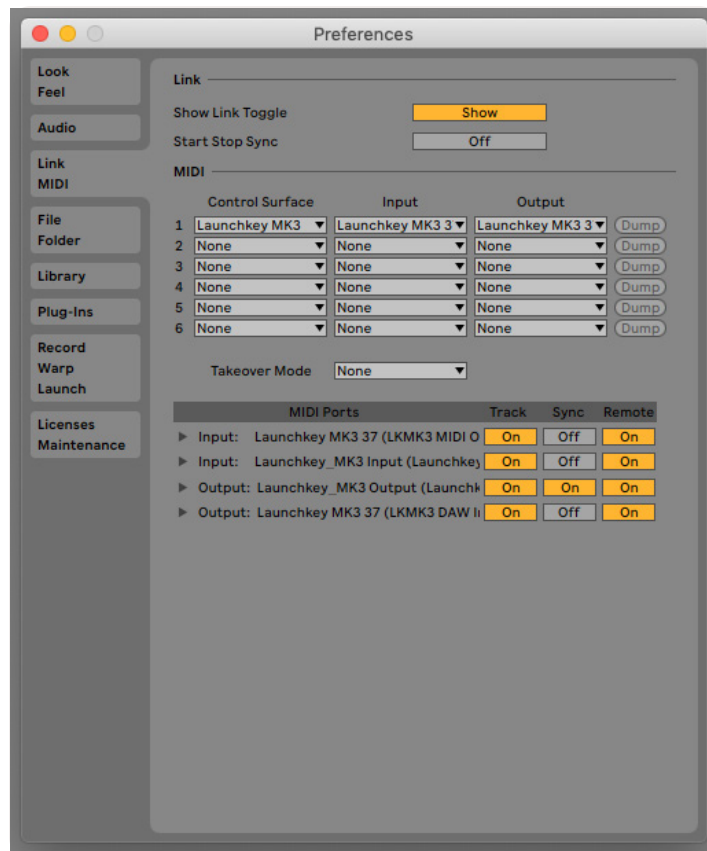 Preferences
Look
Feel
Audio
Link
MIDI
File
Folder
Library
Plug-Ins
Record
Warp
Launch
Licenses
Maintenance
Link
Show Link Toggle Show
Start Stop Sync Off
MIDI
Control Surface Input Output
1 Launchkey MK3 Launchkey MK3 3 Launchkey MK3 3 Dump
2 None None None Dump
3 None None None Dump
4 None None None Dump
5 None None None Dump
6 None None None Dump
Takeover Mode None
MIDI Ports Track Sync Remote
Input: Launchkey MK3 37 (LKMK3 MIDI O On Off On
Input: Launchkey_MK3 Input (Launchkey On Off On
Output: Launchkey_MK3 Output (Launchk On On On
Output: Launchkey MK3 37 (LKMK3 DAW I On Off On